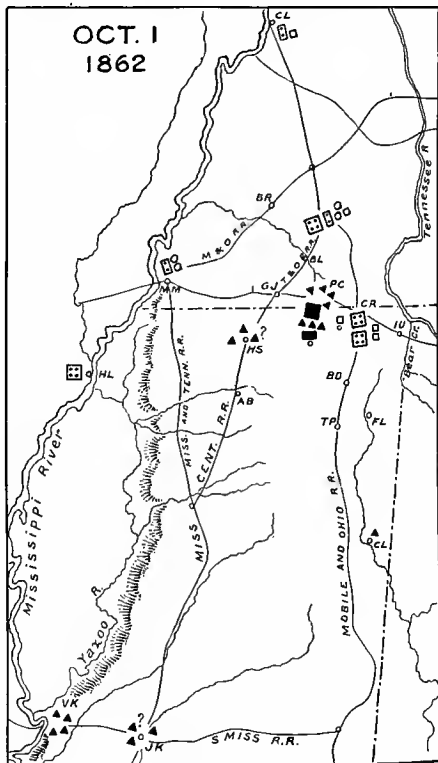 OCT. 1
1862
CL
Tennessee R.
BR
M & O R R.
T & O R R.
BL
MM
GJ
PC
CR
IU
Bear Cr.
?
HS
HL
MISS. AND TENN. R.R.
BD
AB
TP
FL
MISS CENT. R.R.
Mississippi River
MOBILE AND OHIO R.R.
CL
Yazoo R.
VK
?
JK
S MISS R.R.